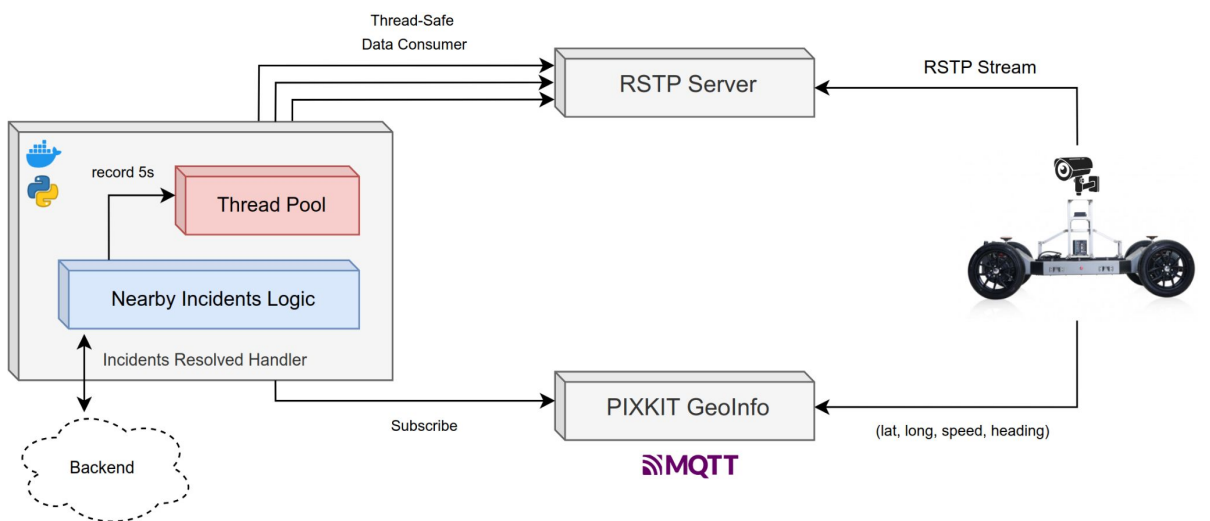 Thread-Safe
Data Consumer
RSTP Server
RSTP Stream
record 5s
Thread Pool
Nearby Incidents Logic
Incidents Resolved Handler
Subscribe
PIXKIT GeoInfo
(lat, long, speed, heading)
Backend
MQTT